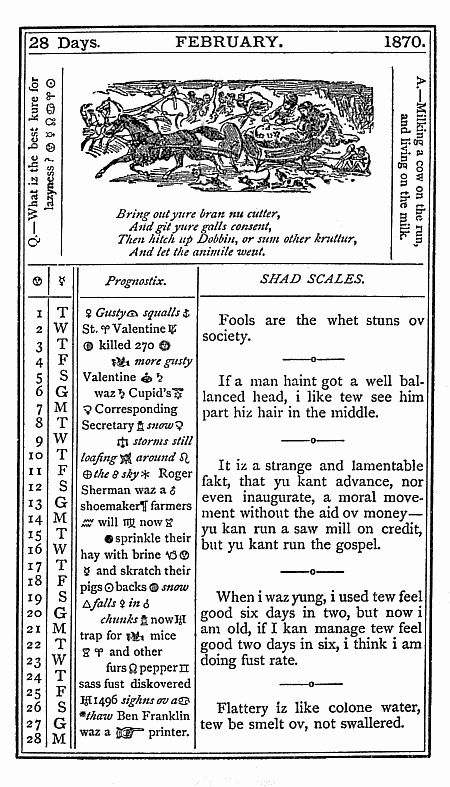 28 Days. FEBRUARY. 1870.
Q.—What iz the best kure for
lazyness?
A.—Milking a cow on the run,
and living on the milk.
Bring out yure bran nu cutter,
And git yure galls consent,
Then hitch up Dobbin, or sum other kruttur,
And let the animile went.
Prognostix.
1 T ♀ Gusty squalls
2 W St. ♈ Valentine
3 T killed 270
4 F more gusty
5 S Valentine
6 G waz Cupid's
7 M Corresponding
8 T Secretary snow
9 W ♎ storms still
10 T loafing around ♌
11 F ⊕ the 8 sky * Roger
12 S Sherman waz a ♂
13 G shoemaker¶ farmers
14 M ♒ will ♍ now
15 T sprinkle their
16 W hay with brine
17 T ☿ and skratch their
18 F pigs ⊙ backs snow
19 S △ falls ♀ in ♂
20 G chunks now
21 M trap for mice
22 T ♈ and other
23 W furs ♌ pepper ♊
24 T sass fust diskovered
25 F 1496 sighns ov a
26 S *thaw Ben Franklin
27 G waz a printer.
28 M
SHAD SCALES.
Fools are the whet stuns ov
society.
If a man haint got a well bal-
lanced head, i like tew see him
part hiz hair in the middle.
It iz a strange and lamentable
fakt, that yu kant advance, nor
even inaugurate, a moral move-
ment without the aid ov money—
yu kan run a saw mill on credit,
but yu kant run the gospel.
When i waz yung, i used tew feel
good six days in two, but now i
am old, if I kan manage tew feel
good two days in six, i think i am
doing fust rate.
Flattery iz like colone water,
tew be smelt ov, not swallered.